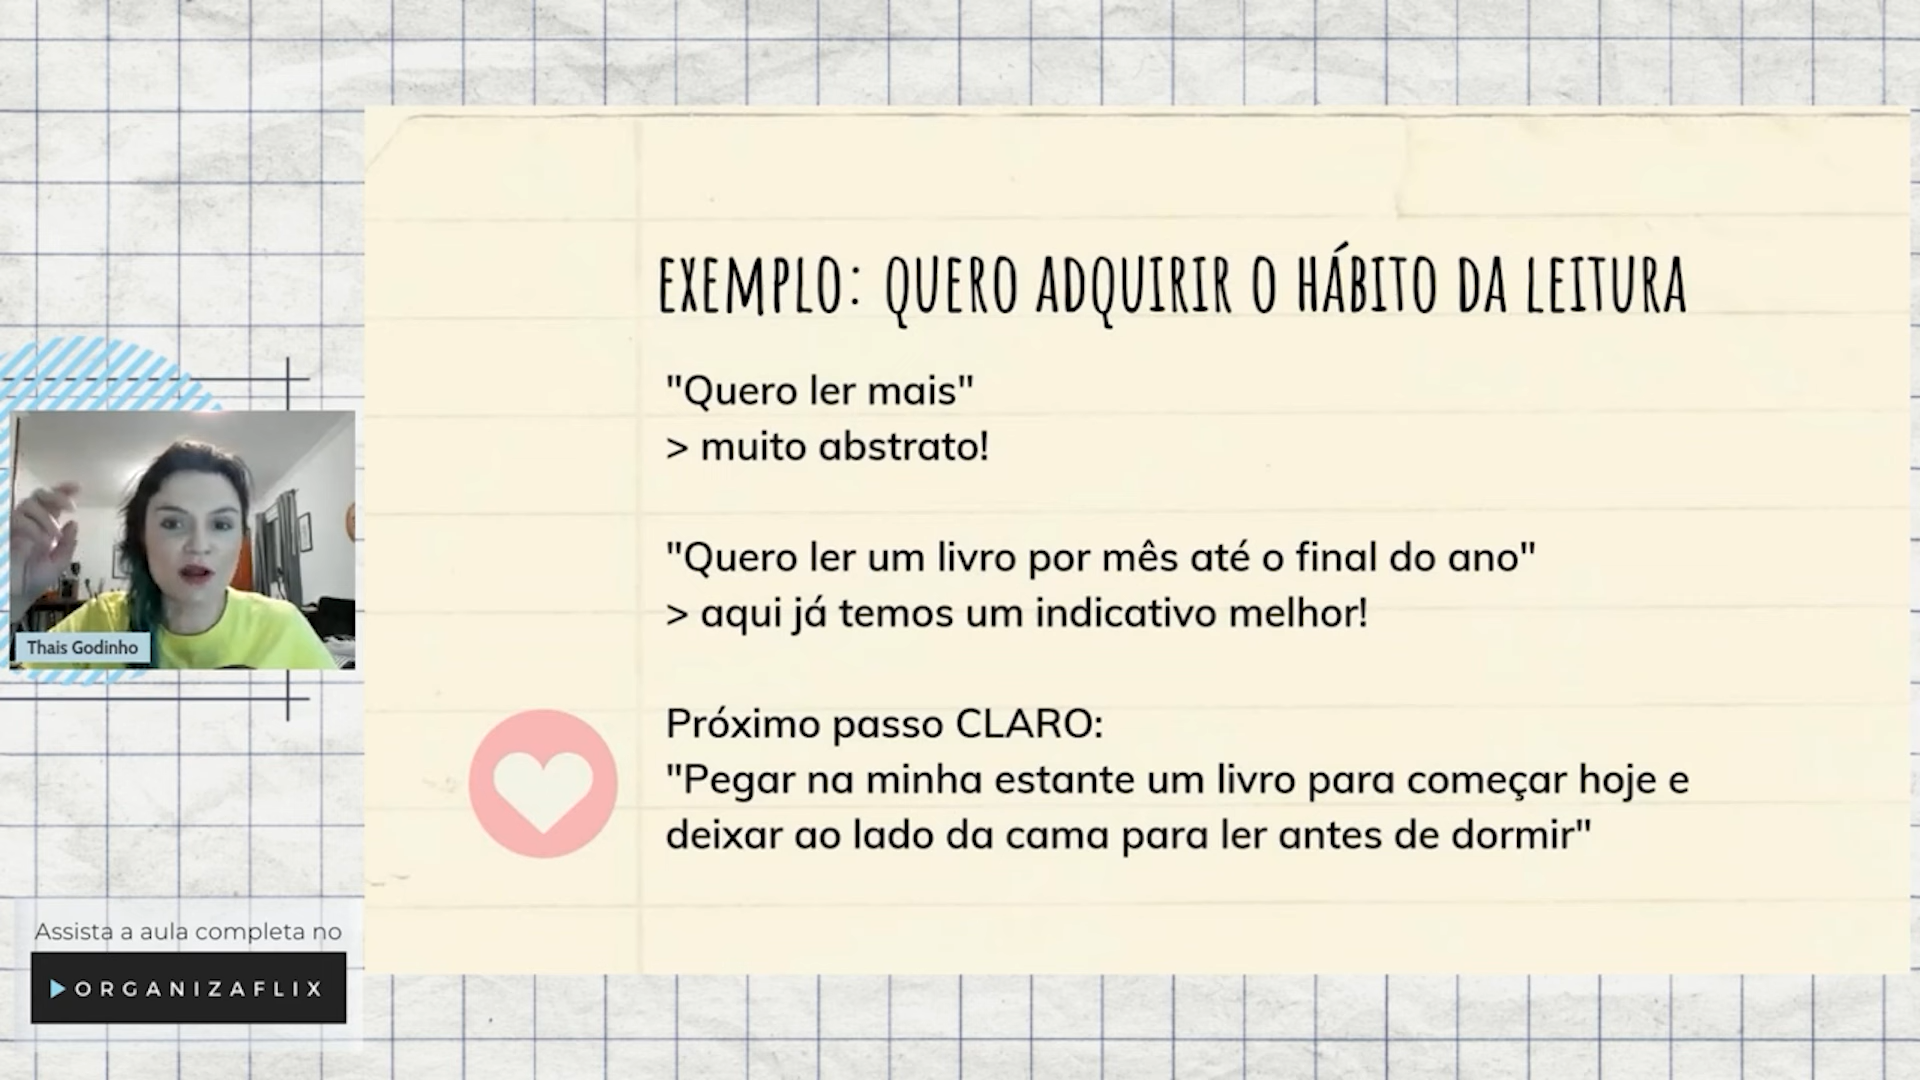 EXEMPLO: QUERO ADQUIRIR O HÁBITO DA LEITURA
"Quero ler mais"
> muito abstrato!
"Quero ler um livro por mês até o final do ano"
> aqui já temos um indicativo melhor!
Próximo passo CLARO:
"Pegar na minha estante um livro para começar hoje e
deixar ao lado da cama para ler antes de dormir"
Thais Godinho
Assista a aula completa no
ORGANIZAFLIX